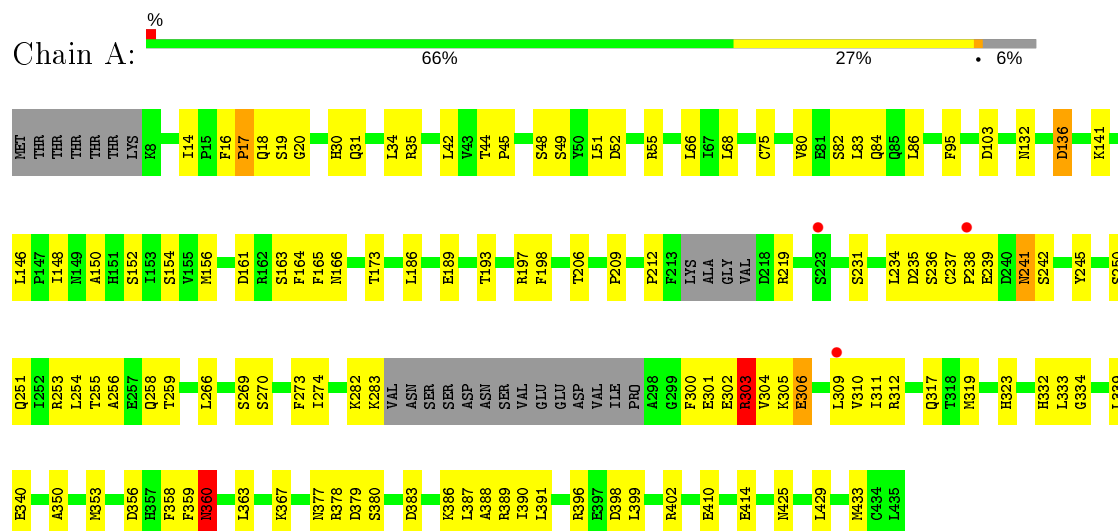 %
Chain A:
66% 27% • 6%
MET THR THR THR THR THR LYS K8 I14 P15 F16 P17 Q18 S19 G20 H30 Q31 L34 R35 L42 V43 T44 P45 S48 S49 Y50 L51 D52 R55 L66 I67 L68 C75 V80 E81 S82 L83 Q84 Q85 L86 F95 D103 N132 D136 K141
L146 P147 I148 N149 A150 H151 S152 I153 S154 V155 M156 D161 R162 S163 F164 F165 N166 T173 L186 E189 T193 R197 F198 T206 P209 P212 F213 LYS ALA GLY VAL D218 R219 S223 S231 L234 D235 S236 C237 P238 E239 D240 N241 S242 Y245 S250
Q251 I252 R253 L254 T255 A256 E257 Q258 T259 L266 S269 S270 F273 I274 K282 K283 VAL ASN SER SER ASP ASN SER VAL GLU GLU ASP VAL ILE PRO A298 G299 F300 E301 E302 R303 V304 K305 E306 L309 V310 I311 R312 Q317 T318 M319 H323 H332 L333 G334 L339
E340 A350 M353 D356 H357 F358 F359 N360 L363 K367 N377 R378 D379 S380 D383 K386 L387 A388 R389 I390 L391 R396 E397 D398 L399 R402 E410 E414 N425 L429 M433 C434 L435